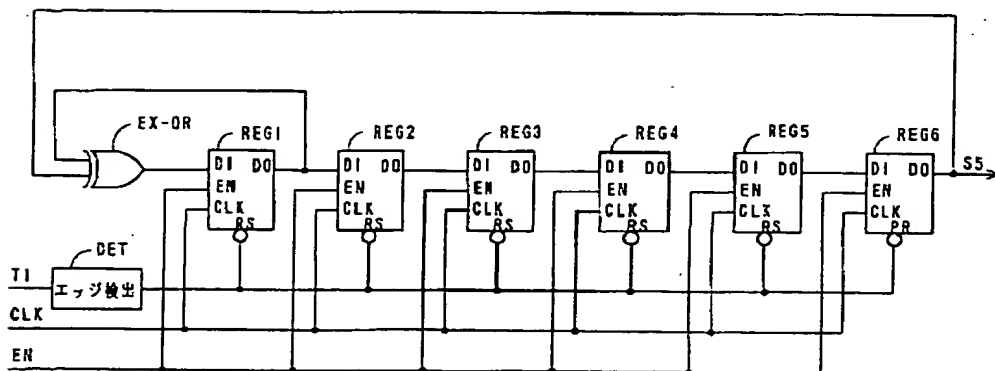 EX-OR
REG1
REG2
REG3
REG4
REG5
REG6
DI DO
EN
CLK
RS
DI DO
EN
CLK
RS
DI DO
EN
CLK
RS
DI DO
EN
CLK
RS
DI DO
EN
CLK
RS
DI DO
EN
CLK
PR
S5
DET
T1
エッジ検出
CLK
EN